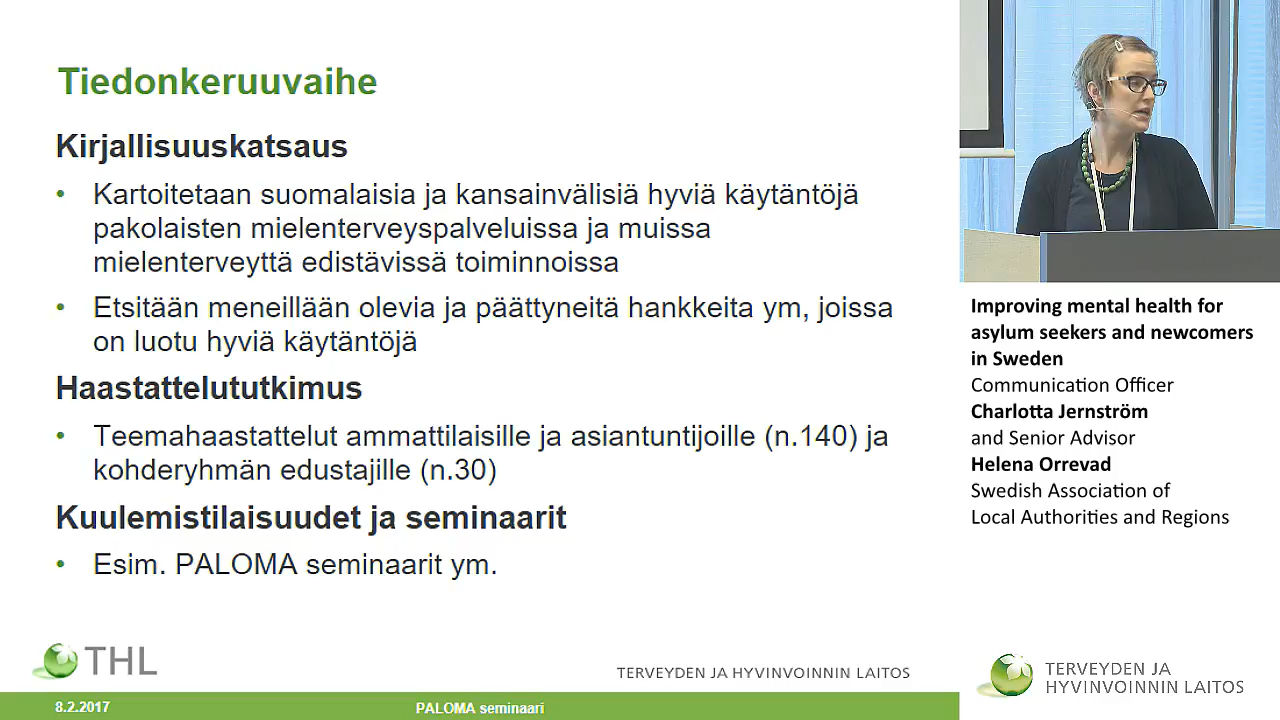 Tiedonkeruuvaihe
Kirjallisuuskatsaus
• Kartoitetaan suomalaisia ja kansainvälisiä hyviä käytäntöjä
pakolaisten mielenterveyspalveluissa ja muissa
mielenterveyttä edistävissä toiminnoissa
• Etsitään meneillään olevia ja päättyneitä hankkeita ym, joissa
on luotu hyviä käytäntöjä
Haastattelututkimus
• Teemahaastattelut ammattilaisille ja asiantuntijoille (n.140) ja
kohderyhmän edustajille (n.30)
Kuulemistilaisuudet ja seminaarit
• Esim. PALOMA seminaarit ym.
THL
TERVEYDEN JA HYVINVOINNIN LAITOS
8.2.2017
PALOMA seminaari
Improving mental health for
asylum seekers and newcomers
in Sweden
Communication Officer
Charlotta Jernström
and Senior Advisor
Helena Orrevad
Swedish Association of
Local Authorities and Regions
TERVEYDEN JA
HYVINVOINNIN LAITOS